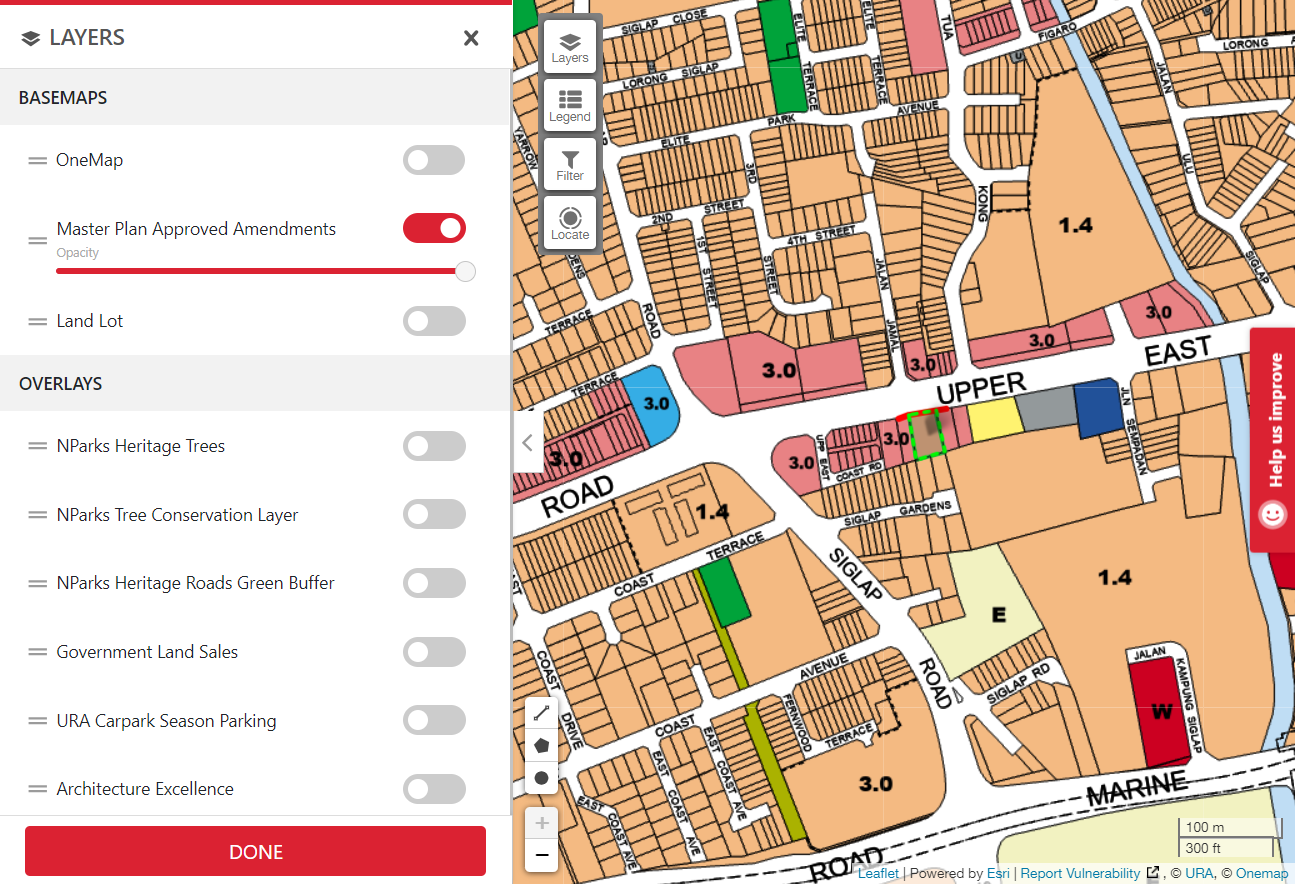 LAYERS
BASEMAPS
OneMap
Master Plan Approved Amendments
Opacity
Land Lot
OVERLAYS
NParks Heritage Trees
NParks Tree Conservation Layer
NParks Heritage Roads Green Buffer
Government Land Sales
URA Carpark Season Parking
Architecture Excellence
DONE
Layers
Legend
Filter
Locate
SIGLAP CLOSE
LORONG SIGLAP
ELITE TERRACE
ELITE TERRACE
ELITE PARK AVENUE
TUA KONG
FIGARO
LORONG
JALAN ULU SIGLAP
2ND STREET
3RD STREET
1ST STREET
4TH STREET
JALAN JAMAL
ROAD
TERRACE
TERRACE
1.4
3.0
3.0
3.0
3.0
3.0
3.0
3.0
3.0
UPPER EAST
UPP EAST COAST RD
JLN SEMPADAN
ROAD
1.4
SIGLAP GARDENS
COAST TERRACE
SIGLAP ROAD
1.4
E
SIGLAP RD
JALAN KAMPUNG SIGLAP
W
COAST DRIVE
COAST AVENUE
FERNWOOD TERRACE
EAST COAST AVE
EAST COAST AVE
EAST COAST AVE
3.0
MARINE
ROAD
Help us improve
100 m
300 ft
Leaflet | Powered by Esri | Report Vulnerability , © URA, © Onemap